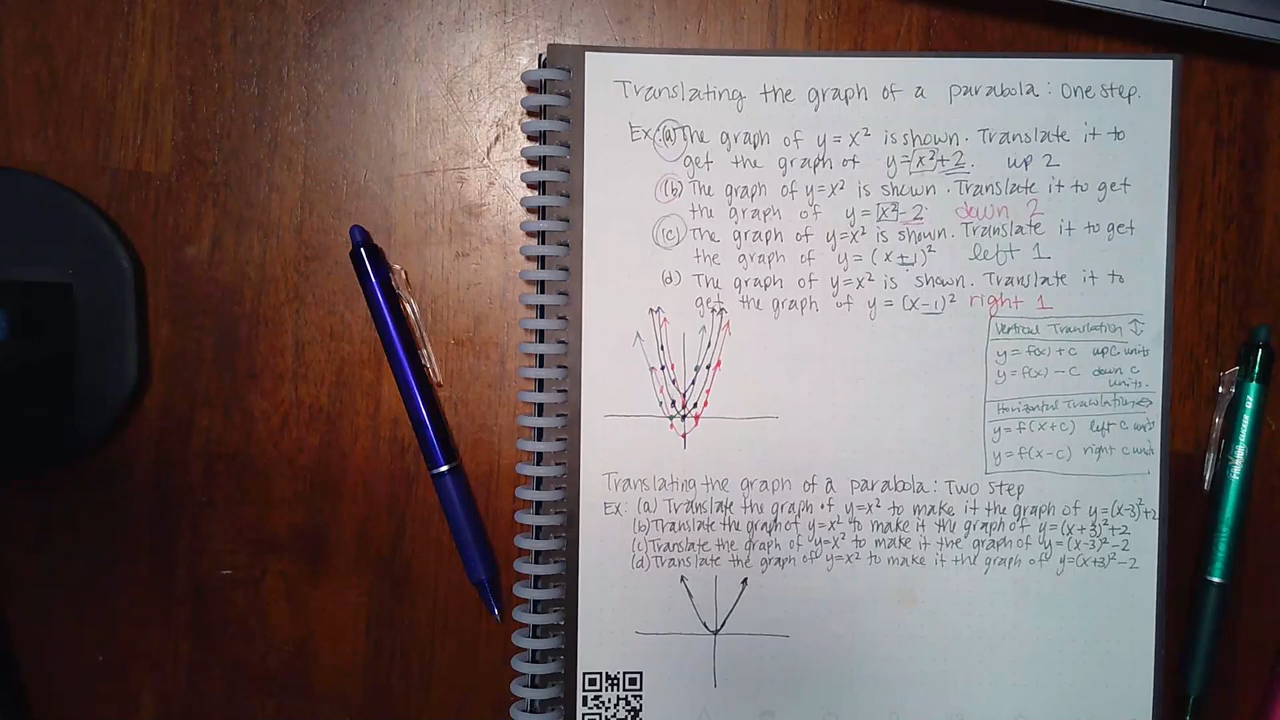 Translating the graph of a parabola: One step.
Ex: (a) The graph of y = x² is shown. Translate it to
get the graph of y = x² + 2. up 2
(b) The graph of y=x² is shown. Translate it to get
the graph of y = x² - 2. down 2
(c) The graph of y=x² is shown. Translate it to get
the graph of y = (x+1)² left 1
(d) The graph of y=x² is shown. Translate it to
get the graph of y = (x-1)² right 1
Vertical Translation ↕
y = f(x) + c up c units
y = f(x) - c down c
units.
Horizontal Translation ↔
y = f(x+c) left c units
y = f(x-c) right c units
Translating the graph of a parabola: Two step
Ex: (a) Translate the graph of y=x² to make it the graph of y=(x-3)²+2
(b) Translate the graph of y=x² to make it the graph of y=(x+3)²+2
(c) Translate the graph of y=x² to make it the graph of y=(x-3)²-2
(d) Translate the graph of y=x² to make it the graph of y=(x+3)²-2